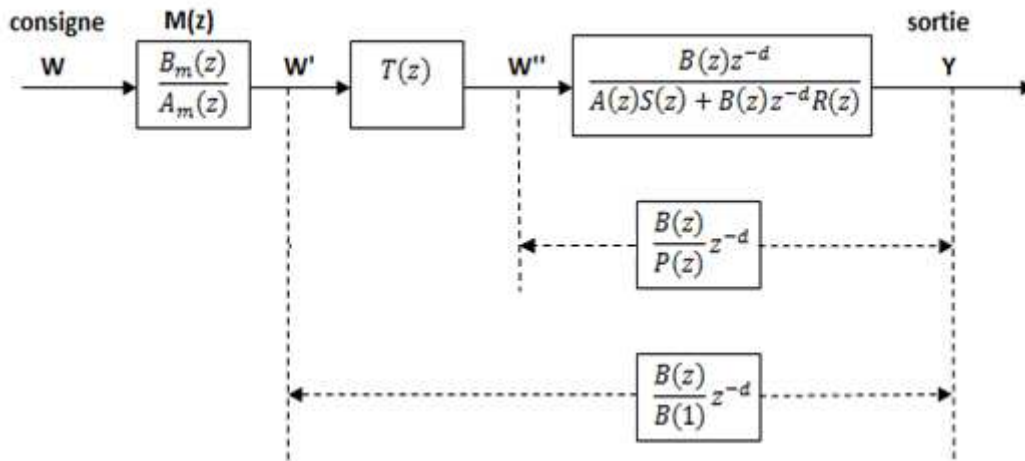 consigne M(z) sortie
W B_m(z)/A_m(z) W' T(z) W'' B(z)z^{-d}/(A(z)S(z) + B(z)z^{-d}R(z)) Y
B(z)/P(z) z^{-d}
B(z)/B(1) z^{-d}